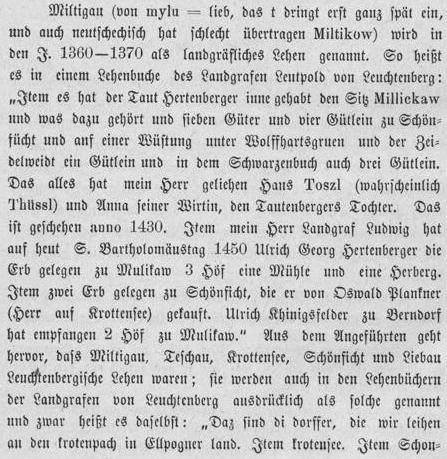 Miltigau (von mylu = lieb, das t dringt erst ganz spät ein,
und auch neutschechisch hat schlecht übertragen Miltikow) wird in
den J. 1360—1370 als landgräfliches Lehen genannt. So heißt
es in einem Lehenbuche des Landgrafen Leutpold von Leuchtenberg:
„Item es hat der Taut Hertenberger inne gehabt den Sitz Millickaw
und was dazu gehört und sieben Güter und vier Gütlein zu Schön-
fücht und auf einer Wüstung unter Wolffhartsgruen und der Zei-
delweidt ein Gütlein und in dem Schwarzenbuch auch drei Gütlein.
Das alles hat mein Herr geliehen Hans Toszl (wahrscheinlich
Thüssl) und Anna seiner Wirtin, den Tautenbergers Tochter. Das
ist geschehen anno 1430. Item mein Herr Landgraf Ludwig hat
auf heut S. Bartholomäustag 1450 Ulrich Georg Hertenberger die
Erb gelegen zu Mulikaw 3 Höf eine Mühle und eine Herberg.
Item zwei Erb gelegen zu Schönficht, die er von Oswald Plankner
(Herr auf Krottensee) gekauft. Ulrich Khinigsfelder zu Berndorf
hat empfangen 2 Höf zu Mulikaw.“ Aus dem Angeführten geht
hervor, dass Miltigau, Teschau, Krottensee, Schönficht und Liebau
Leuchtenbergische Lehen waren; sie werden auch in den Lehenbüchern
der Landgrafen von Leuchtenberg ausdrücklich als solche genannt
und zwar heißt es daselbst: „Daz sind di dorffer, die wir leihen
an den krotenpach in Ellpogner land. Item krotensee. Item Schon-